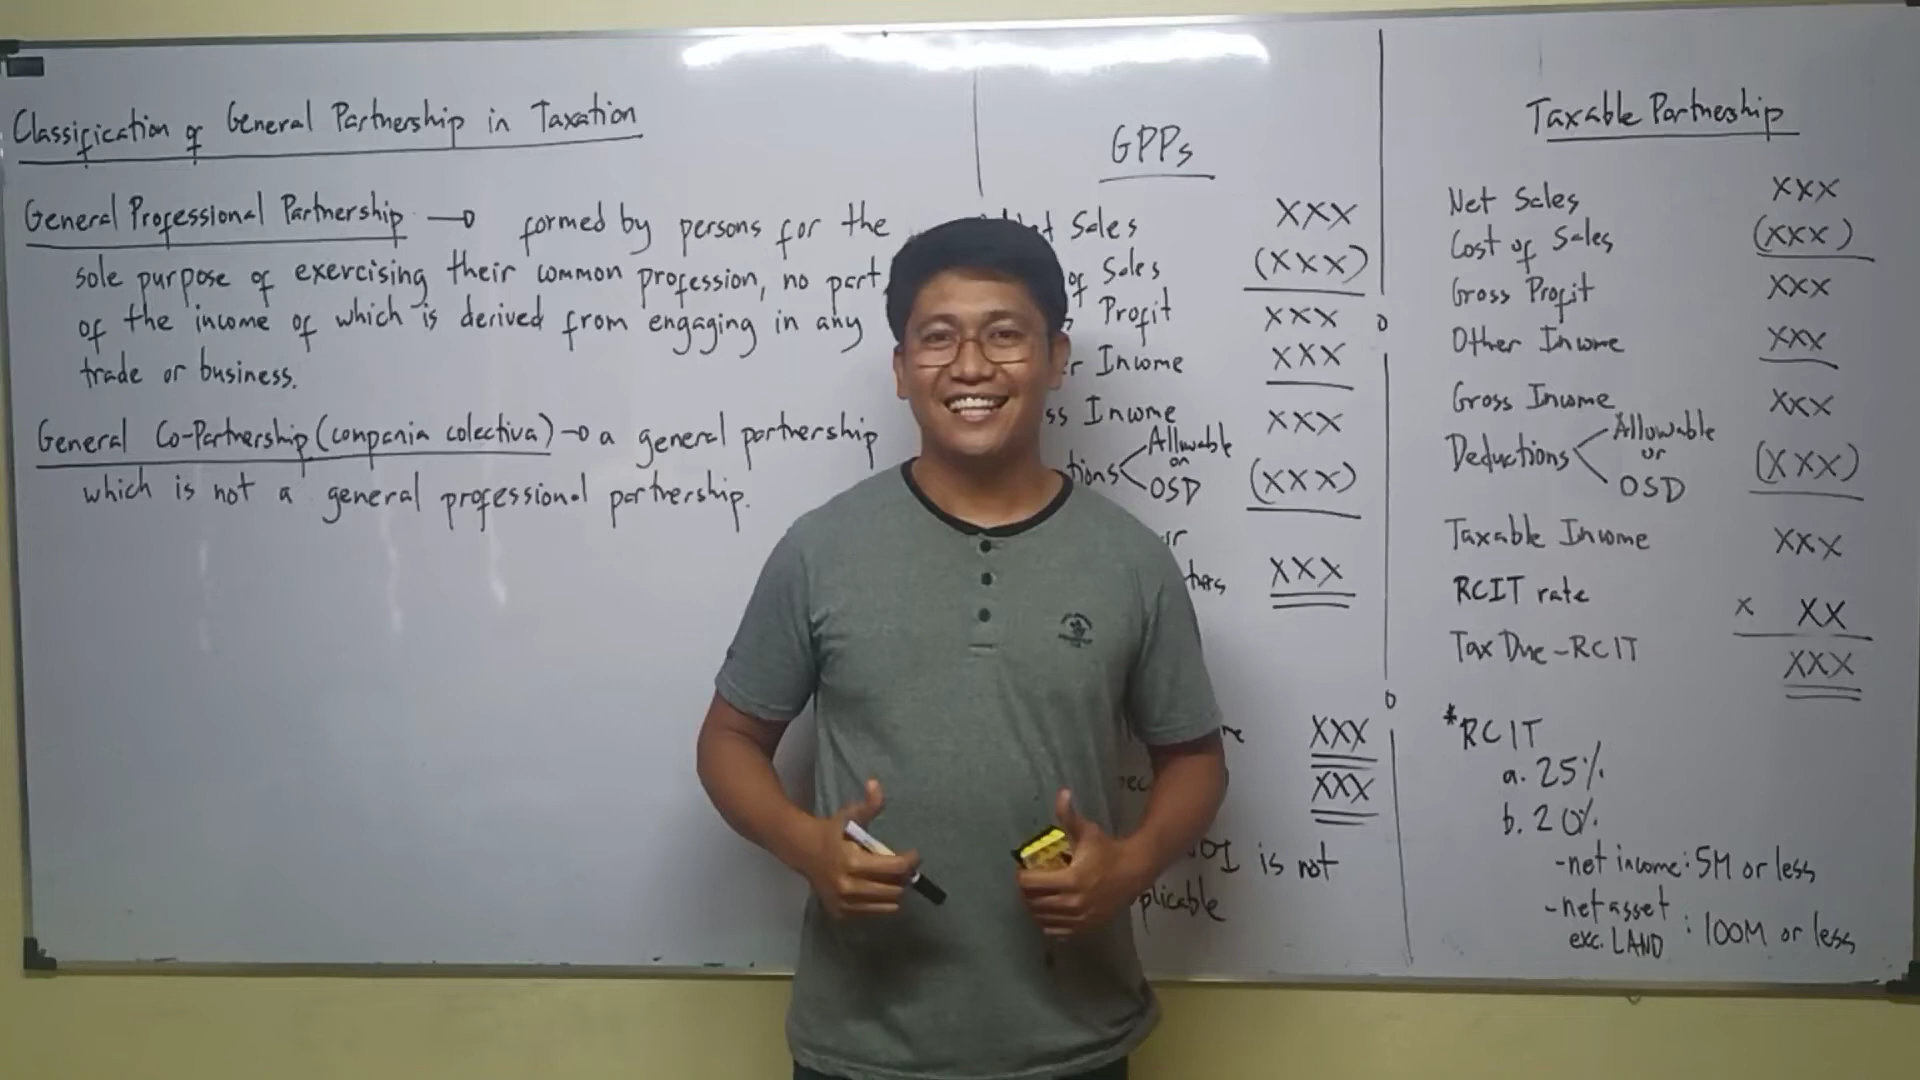 Classification of General Partnership in Taxation
General Professional Partnership —o formed by persons for the
sole purpose of exercising their common profession, no part
of the income of which is derived from engaging in any
trade or business.
General Co-Partnership (compania colectiva) —o a general partnership
which is not a general professional partnership.
GPPs
Sales XXX
of Sales (XXX)
Profit XXX
Income XXX
Income XXX
Allowable
or
OSD (XXX)
XXX
XXX
XXX
is not
Taxable Partnership
Net Sales XXX
Cost of Sales (XXX)
Gross Profit XXX
Other Income XXX
Gross Income XXX
Deductions < Allowable
or
OSD (XXX)
Taxable Income XXX
RCIT rate x XX
Tax Due-RCIT XXX
*RCIT
a. 25%
b. 20%
-net income: 5M or less
-net asset
exc. LAND : 100M or less